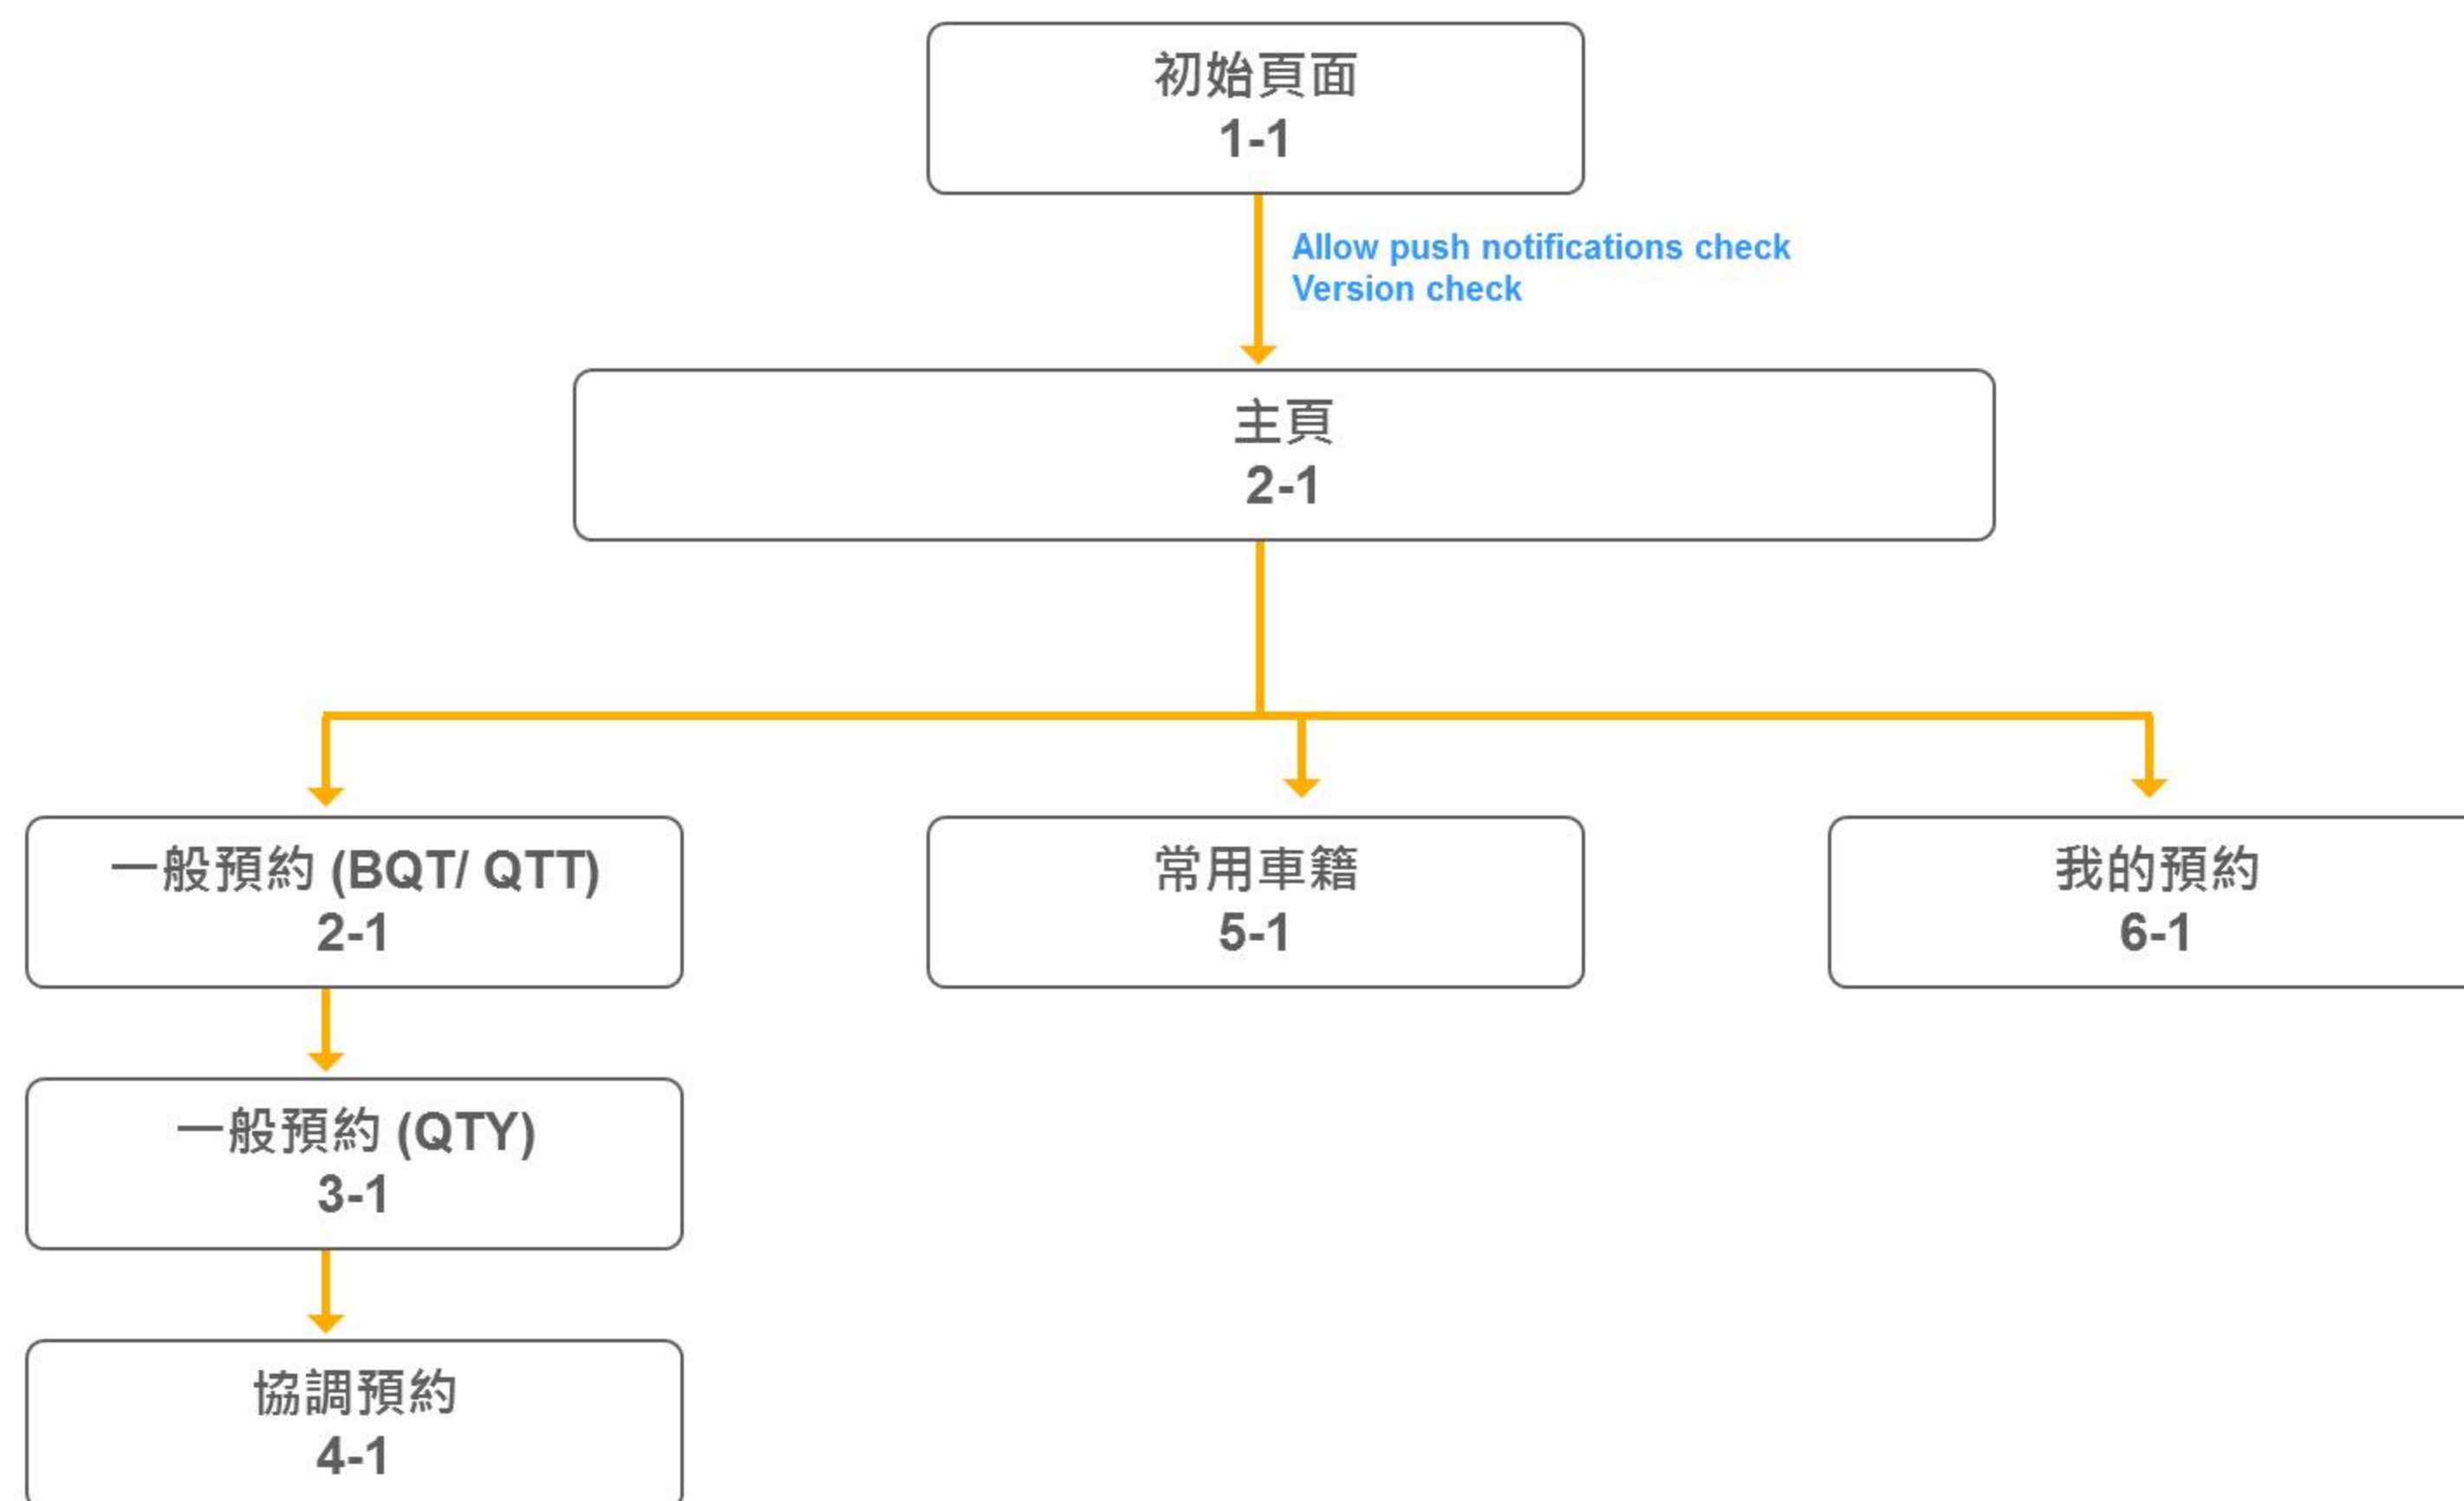 初始頁面
1-1
Allow push notifications check
Version check
主頁
2-1
一般預約 (BQT/ QTT)
2-1
常用車籍
5-1
我的預約
6-1
一般預約 (QTY)
3-1
協調預約
4-1